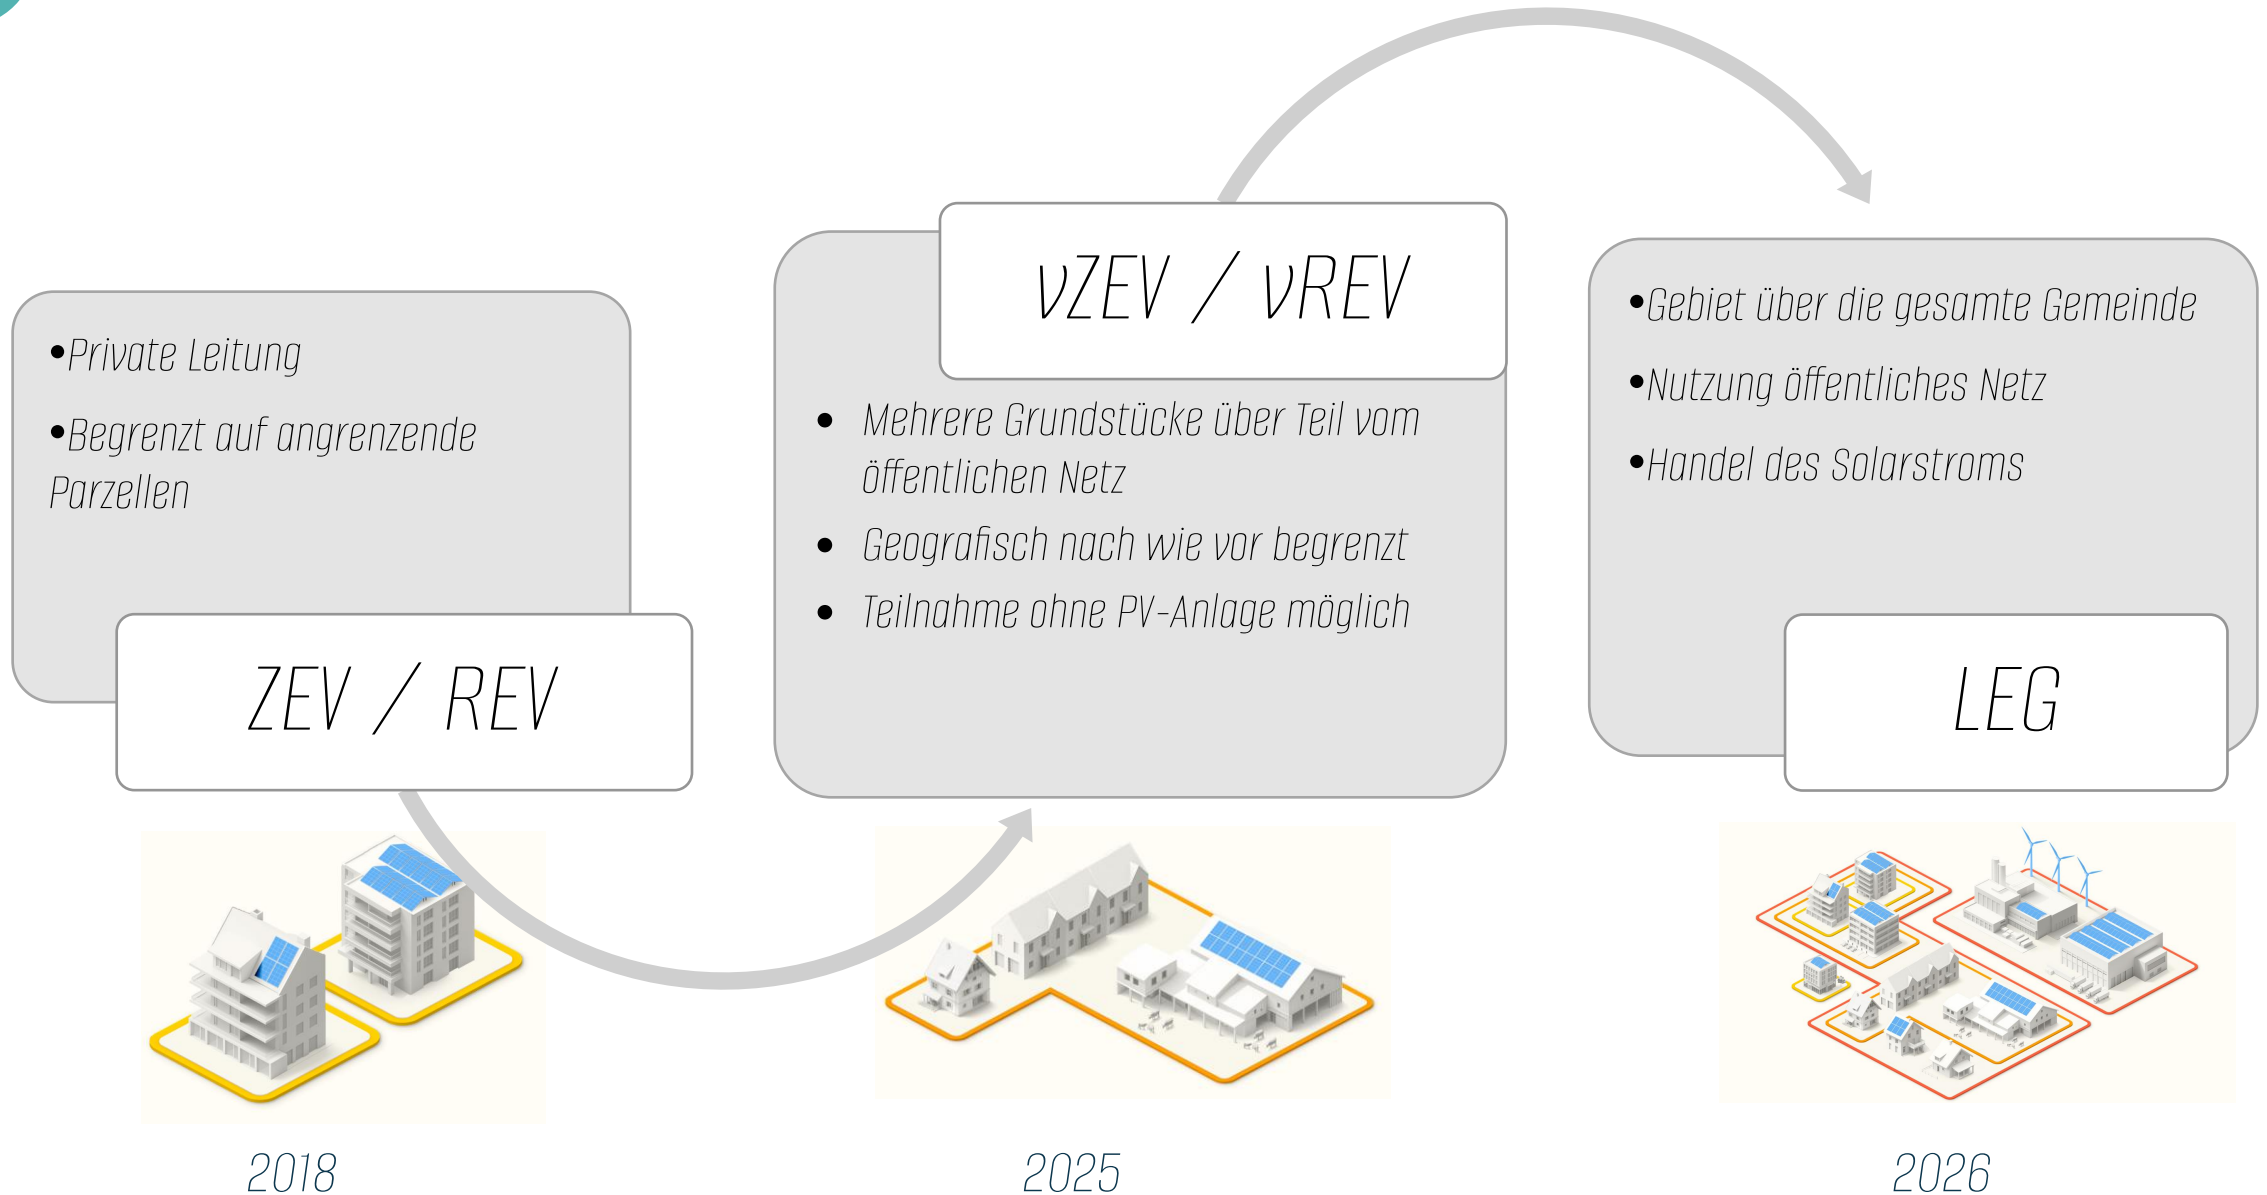 •Private Leitung
•Begrenzt auf angrenzende
Parzellen
ZEV / REV
vZEV / vREV
• Mehrere Grundstücke über Teil vom
öffentlichen Netz
• Geografisch nach wie vor begrenzt
• Teilnahme ohne PV-Anlage möglich
•Gebiet über die gesamte Gemeinde
•Nutzung öffentliches Netz
•Handel des Solarstroms
LEG
2018
2025
2026